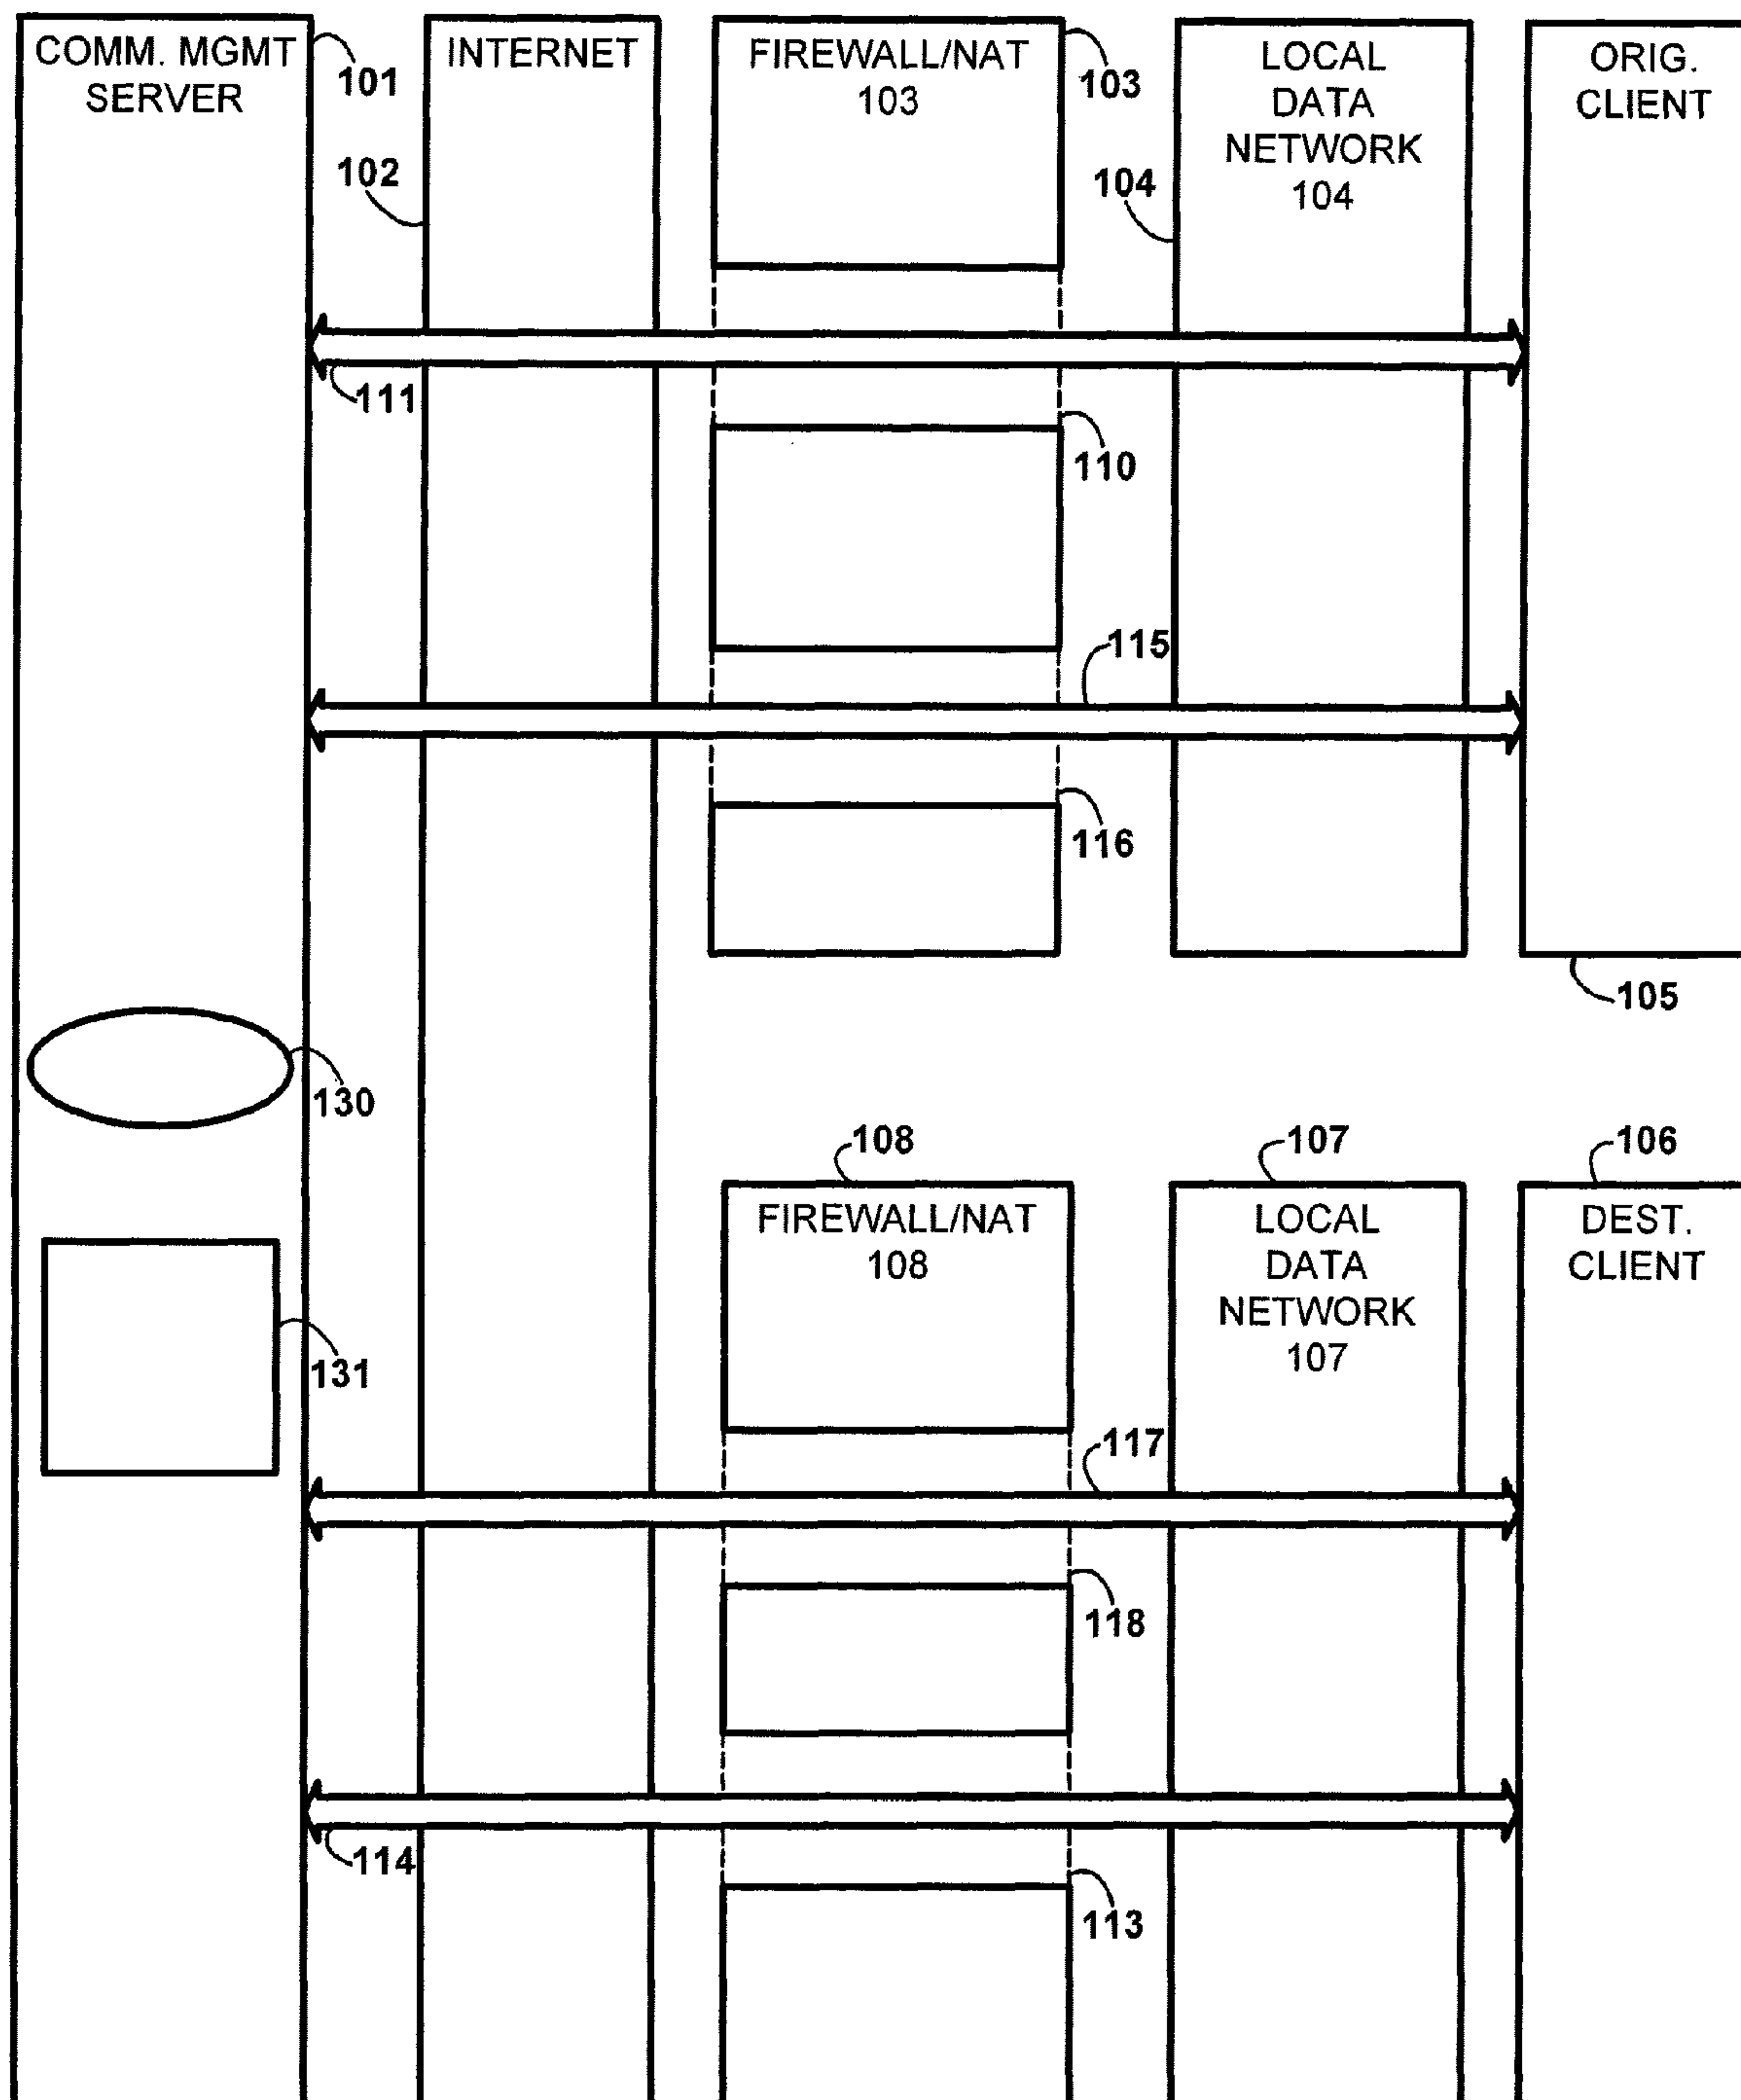 COMM. MGMT
SERVER
101
102
INTERNET
FIREWALL/NAT
103
103
104
LOCAL
DATA
NETWORK
104
ORIG.
CLIENT
111
110
115
116
105
130
108
107
106
FIREWALL/NAT
108
LOCAL
DATA
NETWORK
107
DEST.
CLIENT
131
117
118
114
113